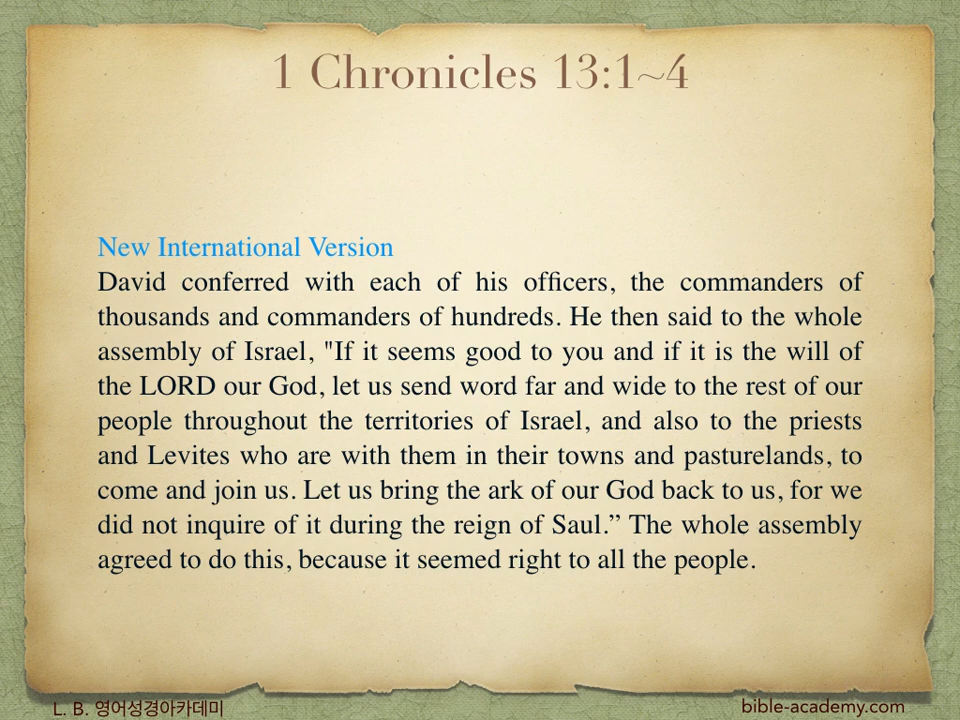 1 Chronicles 13:1~4
New International Version
David conferred with each of his officers, the commanders of
thousands and commanders of hundreds. He then said to the whole
assembly of Israel, "If it seems good to you and if it is the will of
the LORD our God, let us send word far and wide to the rest of our
people throughout the territories of Israel, and also to the priests
and Levites who are with them in their towns and pasturelands, to
come and join us. Let us bring the ark of our God back to us, for we
did not inquire of it during the reign of Saul.” The whole assembly
agreed to do this, because it seemed right to all the people.
L. B. 영어성경아카데미
bible-academy.com